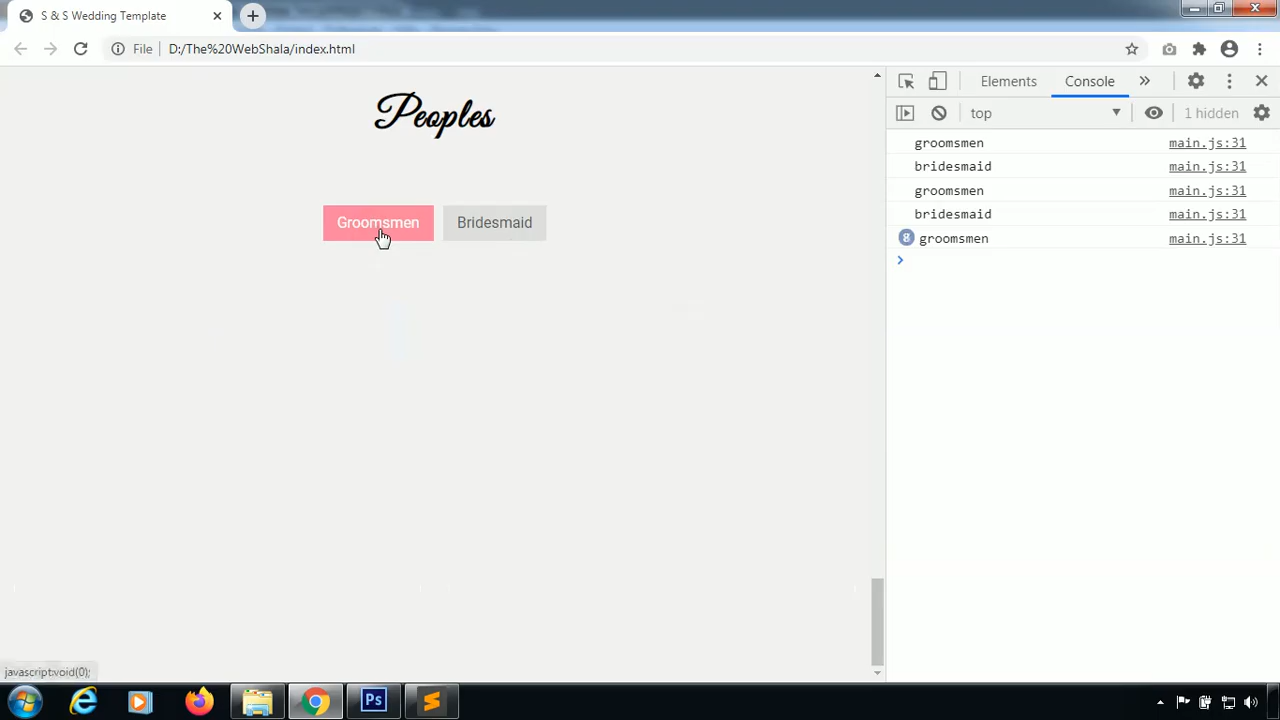 S & S Wedding Template
File D:/The%20WebShala/index.html
Peoples
Groomsmen Bridesmaid
javascript:void(0);
Elements Console
top 1 hidden
groomsmen main.js:31
bridesmaid main.js:31
groomsmen main.js:31
bridesmaid main.js:31
8 groomsmen main.js:31
Ps